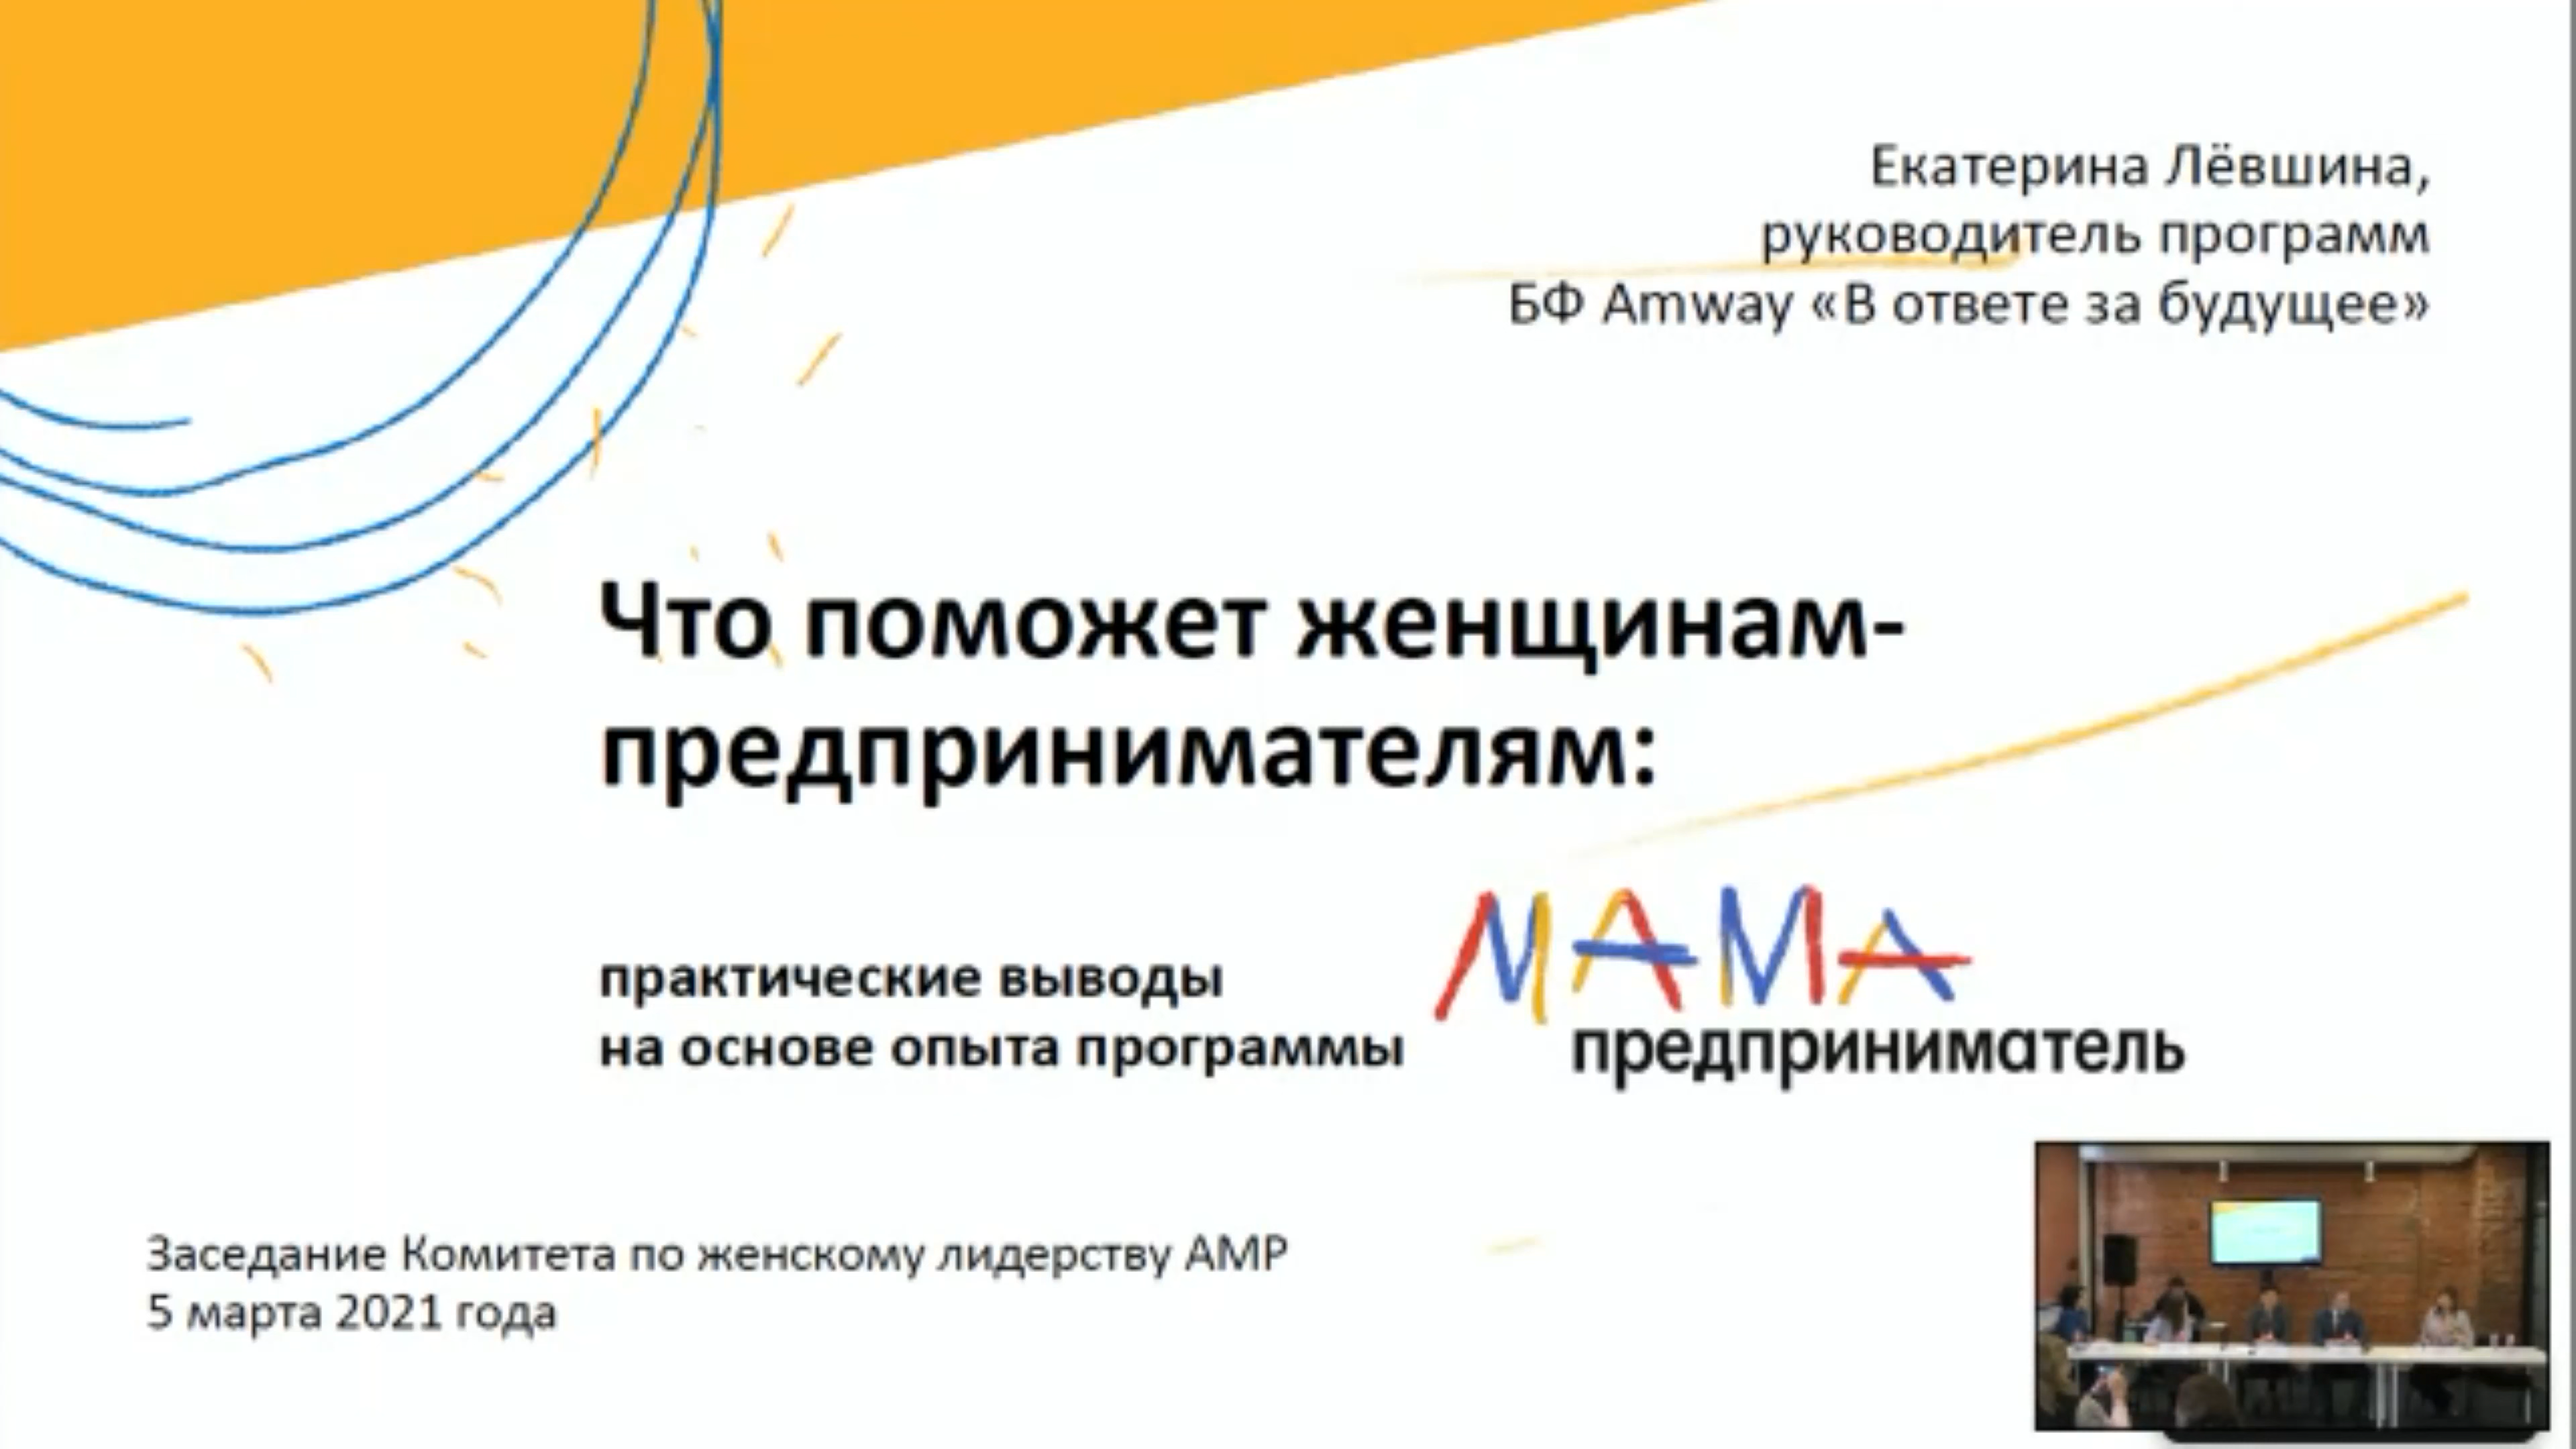 Екатерина Лёвшина,
руководитель программ
БФ Amway «В ответе за будущее»
Что поможет женщинам-
предпринимателям:
практические выводы
на основе опыта программы
МАМА
предприниматель
Заседание Комитета по женскому лидерству АМР
5 марта 2021 года